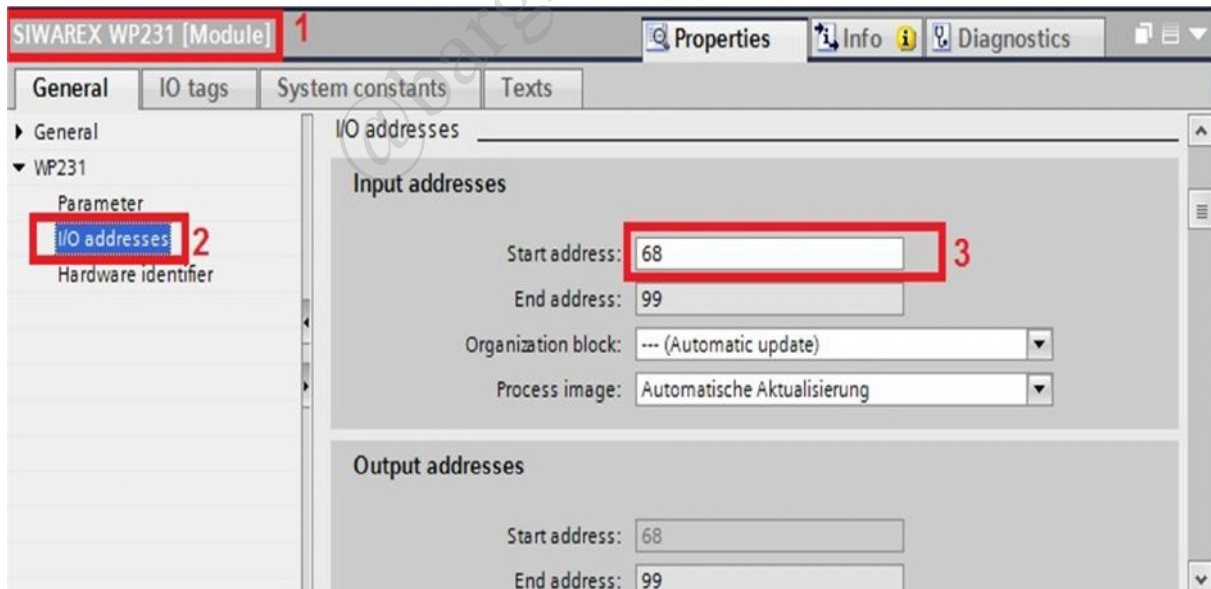 SIWAREX WP231 [Module] 1 Properties Info Diagnostics
General IO tags System constants Texts
General
WP231
Parameter
I/O addresses 2
Hardware identifier
I/O addresses
Input addresses
Start address: 68 3
End address: 99
Organization block: --- (Automatic update)
Process image: Automatische Aktualisierung
Output addresses
Start address: 68
End address: 99